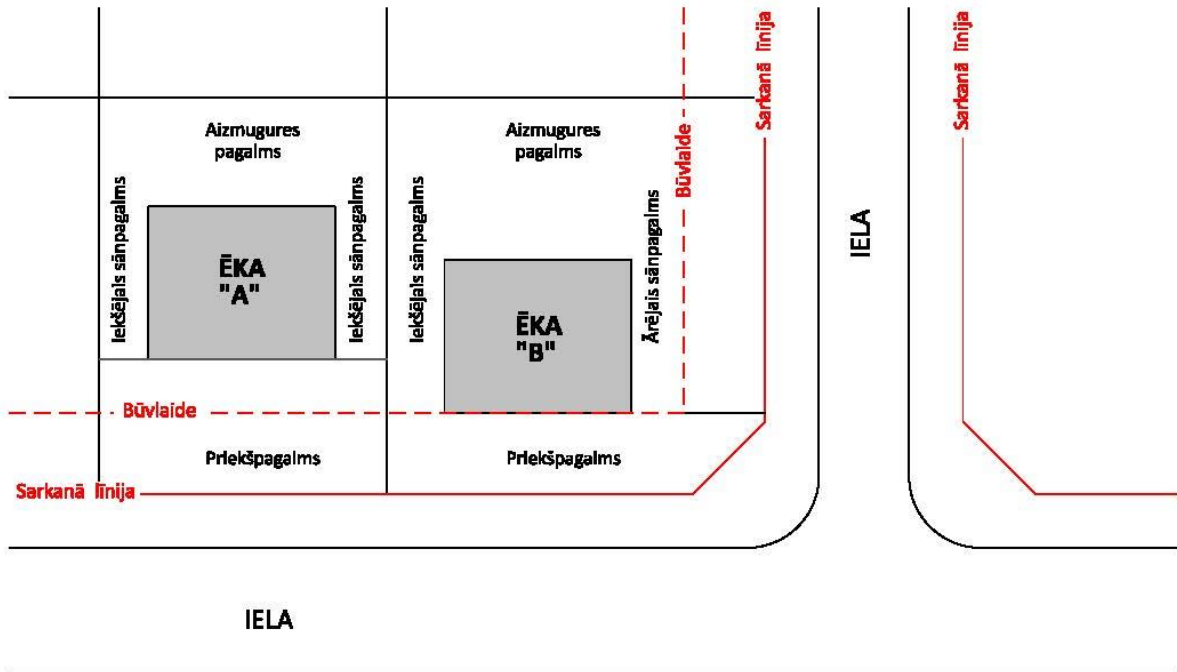 Sarkanā līnija
Sarkanā līnija
Būvlaide
Aizmugures
pagalms
Aizmugures
pagalms
Iekšējais sānpagalms
Iekšējais sānpagalms
Iekšējais sānpagalms
Ārējais sānpagalms
IELA
ĒKA
"A"
ĒKA
"B"
Būvlaide
Priekšpagalms
Priekšpagalms
Sarkanā līnija
IELA